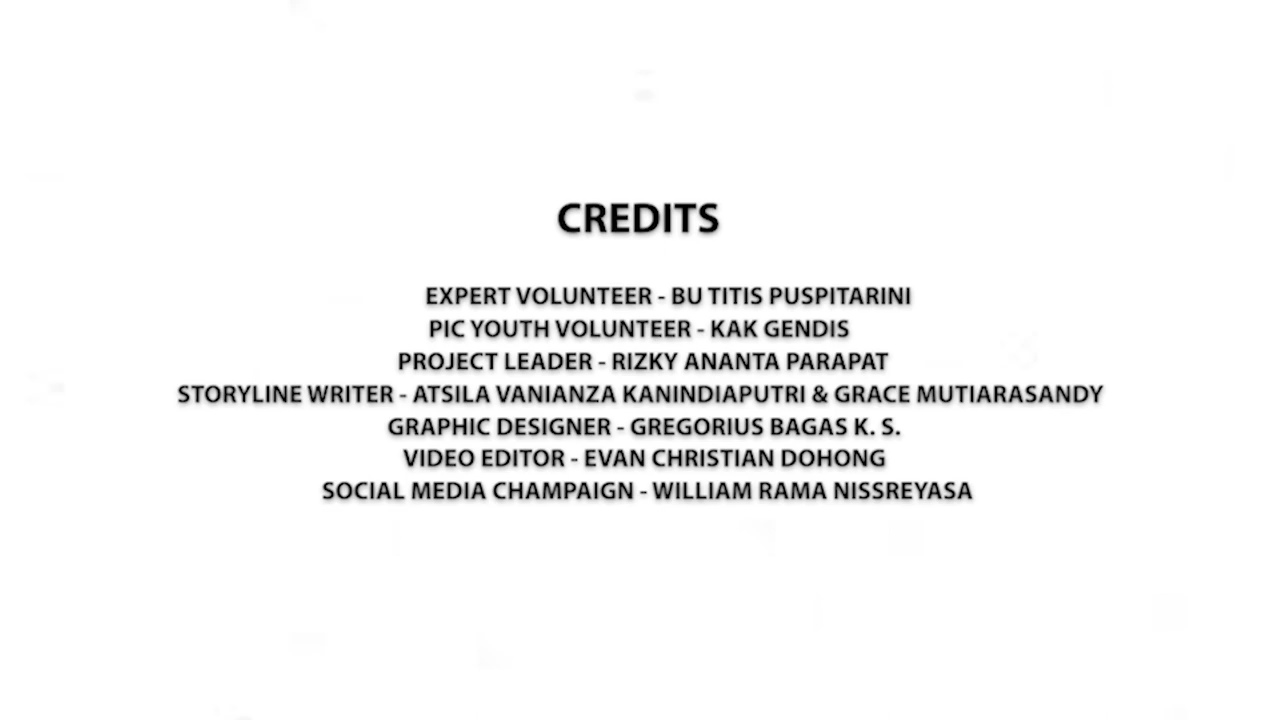 CREDITS
EXPERT VOLUNTEER - BU TITIS PUSPITARINI
PIC YOUTH VOLUNTEER - KAK GENDIS
PROJECT LEADER - RIZKY ANANTA PARAPAT
STORYLINE WRITER - ATSILA VANIANZA KANINDIAPUTRI & GRACE MUTIARASANDY
GRAPHIC DESIGNER - GREGORIUS BAGAS K. S.
VIDEO EDITOR - EVAN CHRISTIAN DOHONG
SOCIAL MEDIA CHAMPAIGN - WILLIAM RAMA NISSREYASA